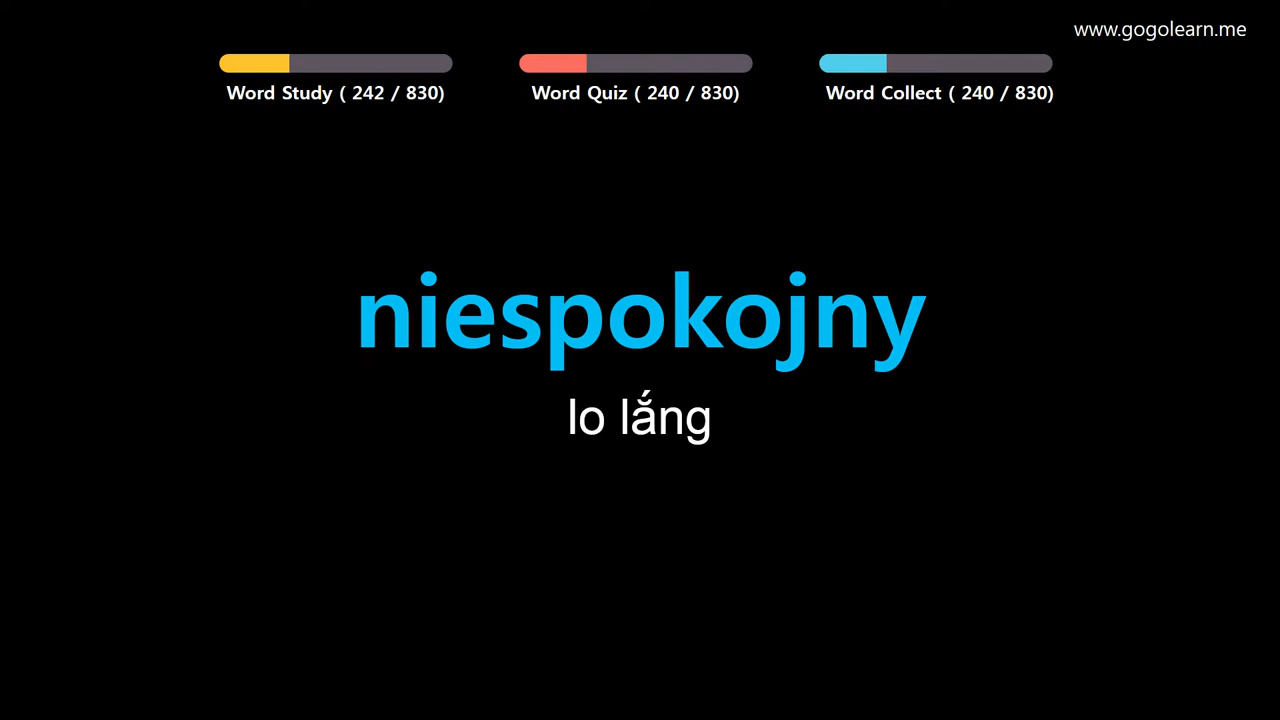 www.gogolearn.me
Word Study ( 242 / 830)
Word Quiz ( 240 / 830)
Word Collect ( 240 / 830)
niespokojny
lo lắng